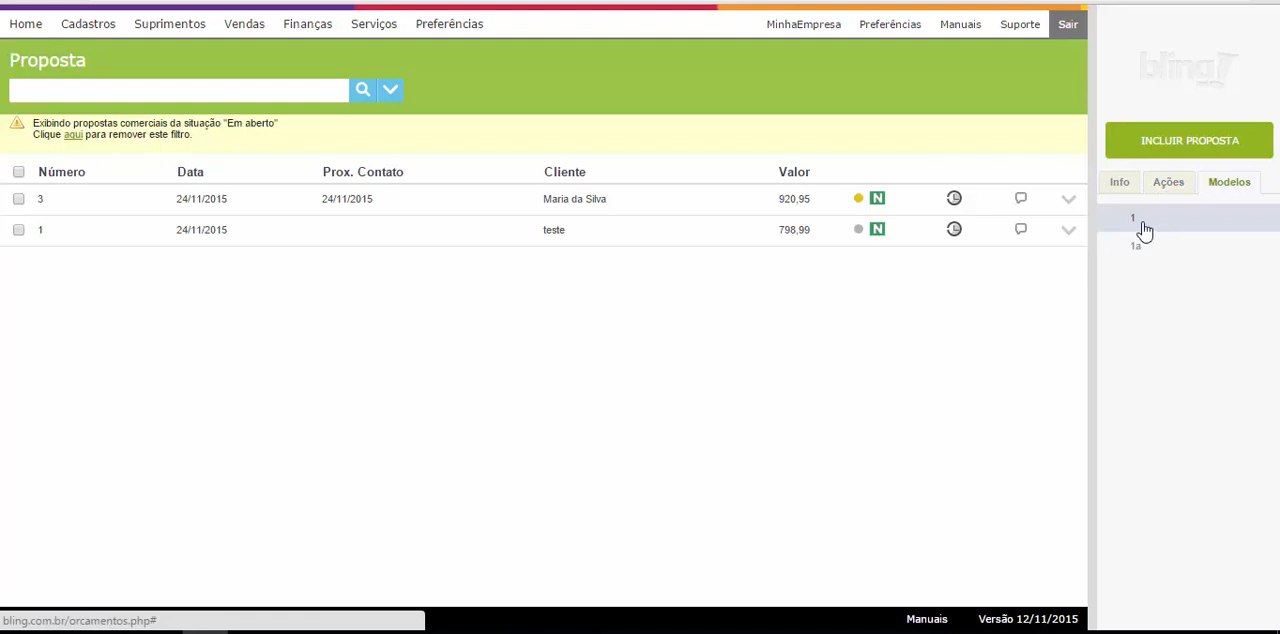 Home Cadastros Suprimentos Vendas Finanças Serviços Preferências MinhaEmpresa Preferências Manuais Suporte Sair
bling
Proposta
Exibindo propostas comerciais da situação "Em aberto"
Clique aqui para remover este filtro.
INCLUIR PROPOSTA
Info Ações Modelos
1
1a
Número Data Prox. Contato Cliente Valor
3 24/11/2015 24/11/2015 Maria da Silva 920,95 N
1 24/11/2015 teste 798,99 N
bling.com.br/orcamentos.php#
Manuais Versão 12/11/2015